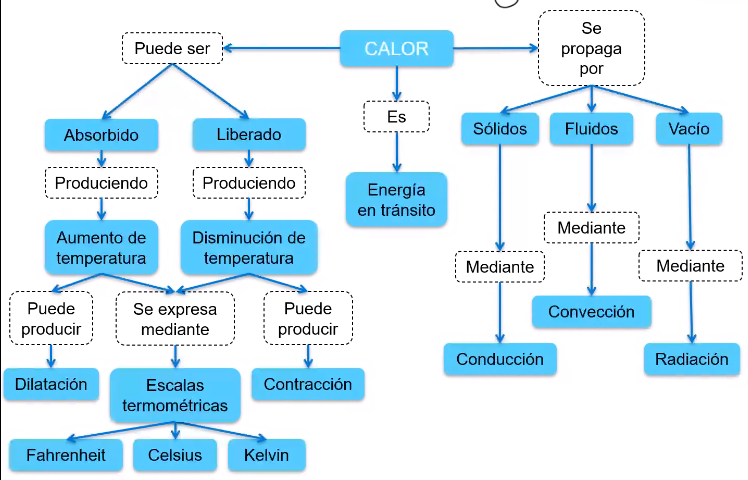 Puede ser
CALOR
Se
propaga
por
Es
Absorbido
Liberado
Sólidos
Fluidos
Vacío
Produciendo
Produciendo
Energía
en tránsito
Aumento de
temperatura
Disminución de
temperatura
Mediante
Mediante
Mediante
Puede
producir
Se expresa
mediante
Puede
producir
Convección
Conducción
Radiación
Dilatación
Escalas
termométricas
Contracción
Fahrenheit
Celsius
Kelvin